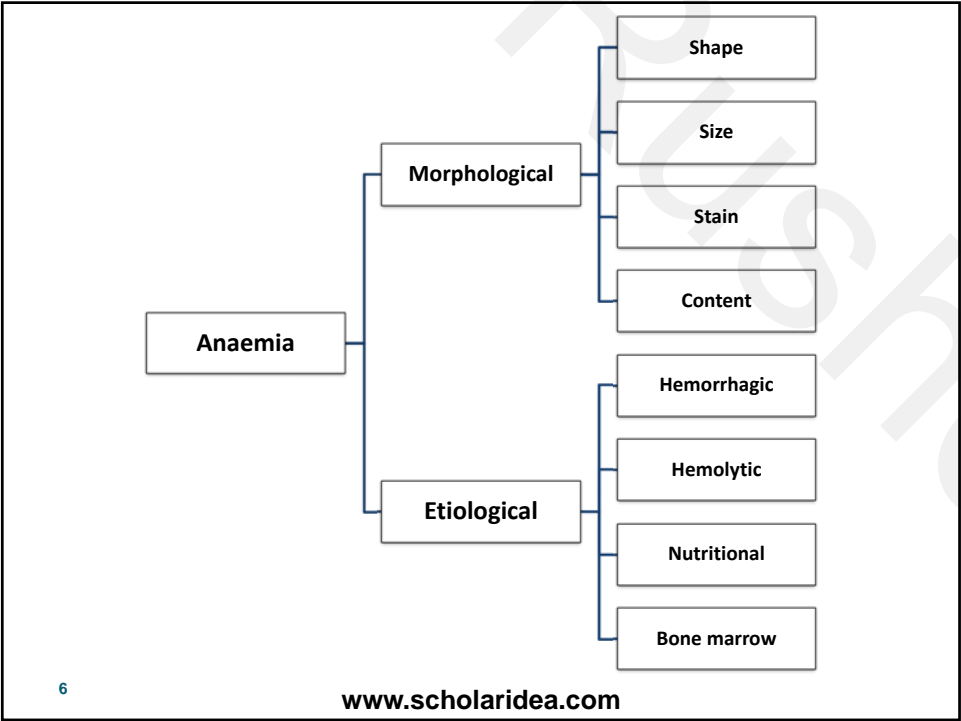 Anaemia
Morphological
Shape
Size
Stain
Content
Etiological
Hemorrhagic
Hemolytic
Nutritional
Bone marrow
6
www.scholaridea.com